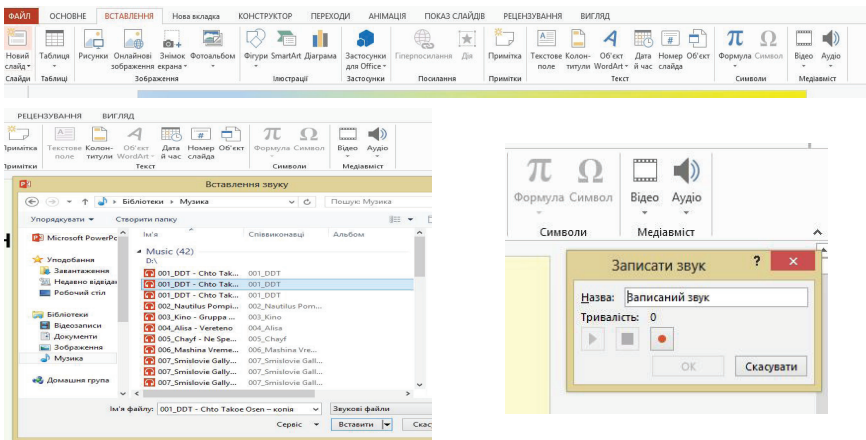 ФАЙЛ ОСНОВНЕ ВСТАВЛЕННЯ Нова вкладка КОНСТРУКТОР ПЕРЕХОДИ АНІМАЦІЯ ПОКАЗ СЛАЙДІВ РЕЦЕНЗУВАННЯ ВИГЛЯД
Новий Таблиця Рисунки Онлайнові Знімок Фотоальбом Фігури SmartArt Діаграма Застосунки Гіперпосилання Дія Примітка Текстове Колон- Об'єкт Дата Номер Об'єкт Формула Символ Відео Аудіо
слайд зображення екрана для Office поле титули WordArt й час слайда
Слайди Таблиці Зображення Ілюстрації Застосунки Посилання Примітки Текст Символи Медіавміст
РЕЦЕНЗУВАННЯ ВИГЛЯД
Примітка Текстове Колон- Об'єкт Дата Номер Об'єкт Формула Символ Відео Аудіо
поле титули WordArt й час слайда
Примітки Текст Символи Медіавміст
Вставлення звуку
Бібліотеки Музика Пошук: Музика
Упорядкувати Створити папку
Microsoft PowerPo Ім'я Співвиконавці Альбом
Music (42)
D:\
Уподобання 001_DDT - Chto Tak... 001_DDT
Завантаження 001_DDT - Chto Tak... 001_DDT
Недавно відвідан 001_DDT - Chto Tak... 001_DDT
Робочий стіл 002_Nautilus Pompi... 002_Nautilus Pom...
003_Kino - Gruppa ... 003_Kino
Бібліотеки 004_Alisa - Vereteno 004_Alisa
Відеозаписи 005_Chayf - Ne Spe... 005_Chayf
Документи 006_Mashina Vreme... 006_Mashina Vre...
Зображення 007_Smislovie Gally... 007_Smislovie Gall...
Музика 007_Smislovie Gally... 007_Smislovie Gall...
Домашня група 007_Smislovie Gally... 007_Smislovie Gall...
Ім'я файлу: 001_DDT - Chto Takoe Osen – копія Звукові файли
Сервіс Вставити Скас
Формула Символ Відео Аудіо
Символи Медіавміст
Записати звук ? ×
Назва: Записаний звук
Тривалість: 0
ОК Скасувати